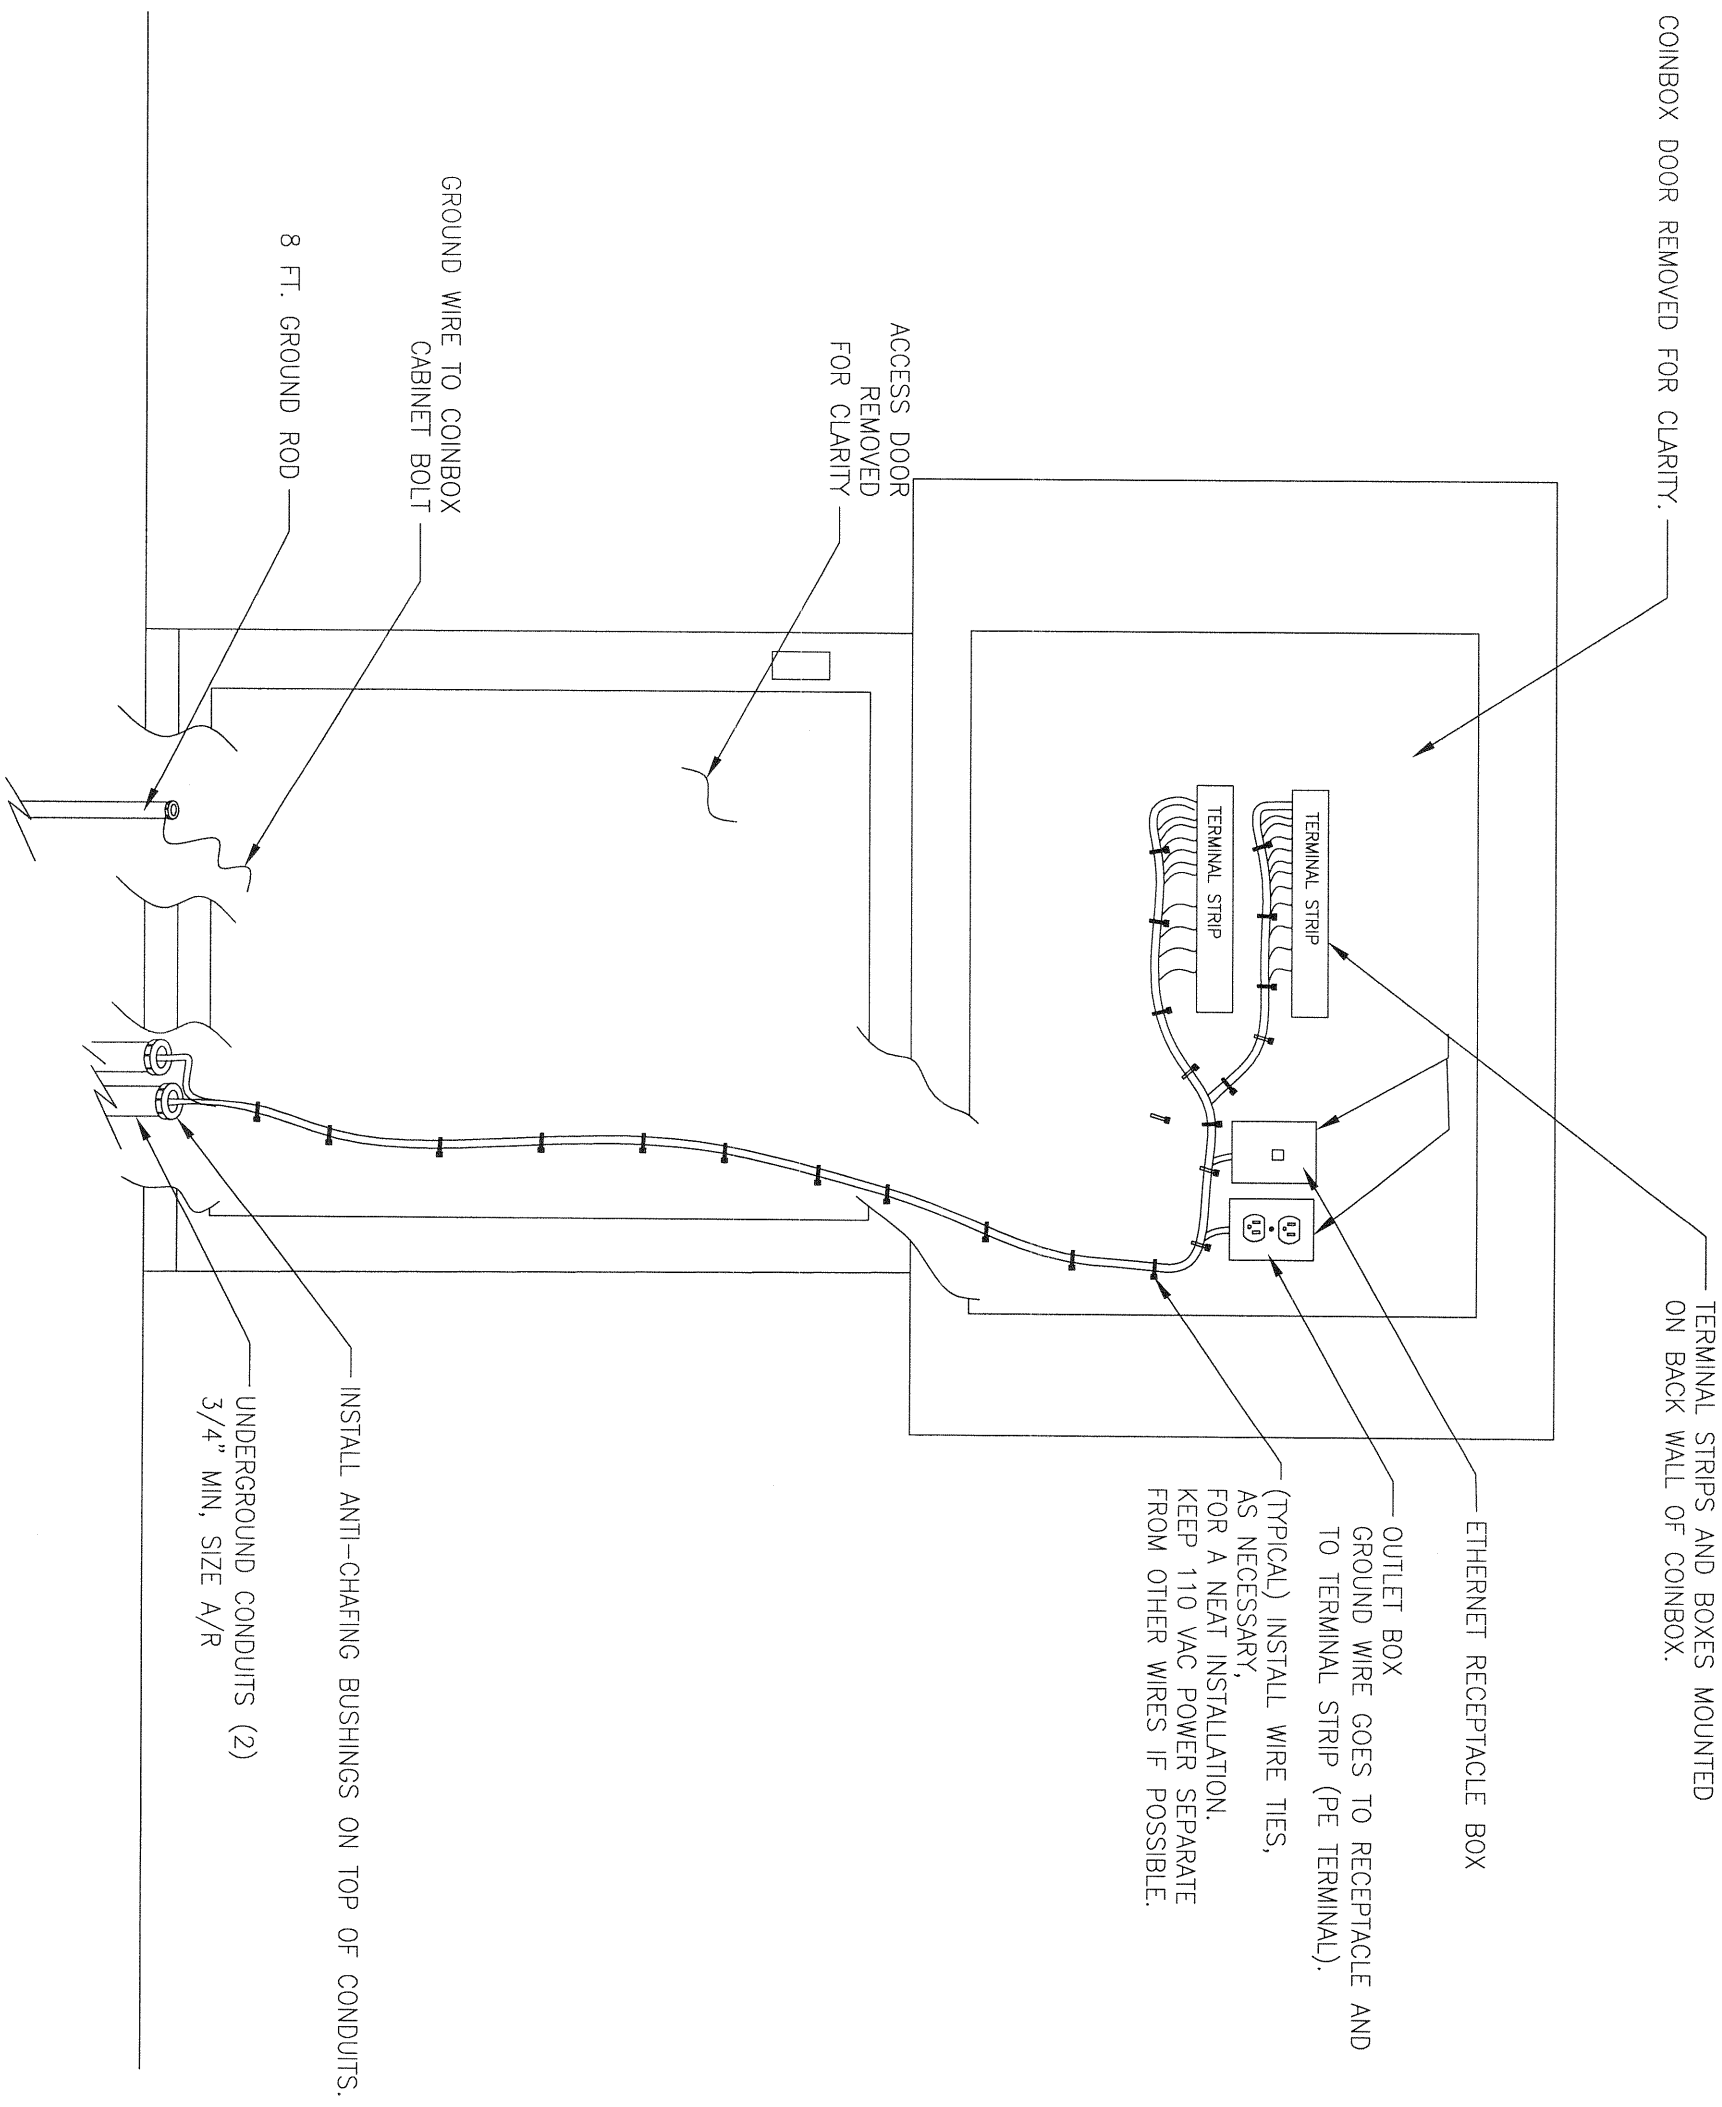 COINBOX DOOR REMOVED FOR CLARITY.
TERMINAL STRIPS AND BOXES MOUNTED
ON BACK WALL OF COINBOX.
ETHERNET RECEPTACLE BOX
OUTLET BOX
GROUND WIRE GOES TO RECEPTACLE AND
TO TERMINAL STRIP (PE TERMINAL).
TERMINAL STRIP
TERMINAL STRIP
(TYPICAL) INSTALL WIRE TIES,
AS NECESSARY,
FOR A NEAT INSTALLATION.
KEEP 110 VAC POWER SEPARATE
FROM OTHER WIRES IF POSSIBLE.
ACCESS DOOR
REMOVED
FOR CLARITY
GROUND WIRE TO COINBOX
CABINET BOLT
8 FT. GROUND ROD
INSTALL ANTI-CHAFING BUSHINGS ON TOP OF CONDUITS.
UNDERGROUND CONDUITS (2)
3/4" MIN, SIZE A/R